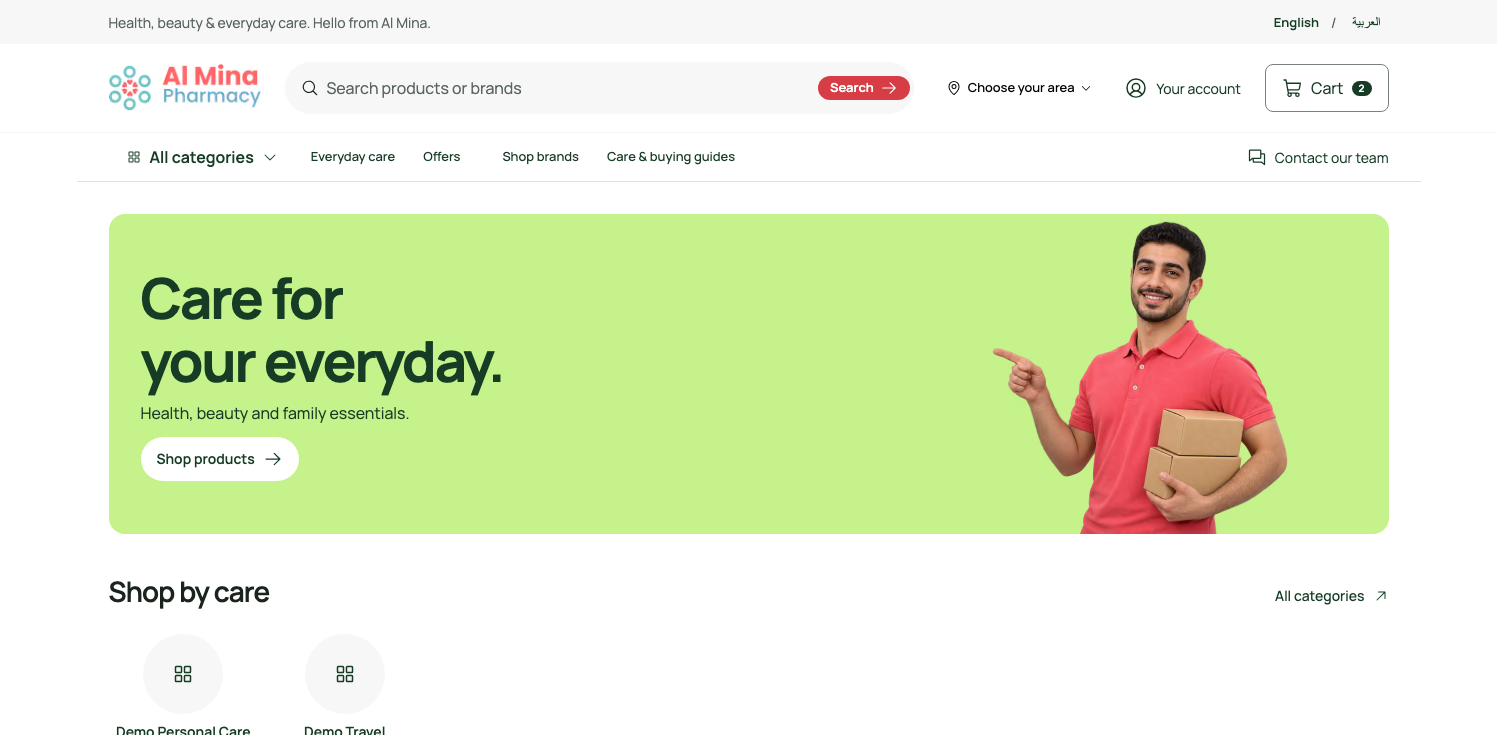 Health, beauty & everyday care. Hello from Al Mina.
English / العربية
Al Mina
Pharmacy
Search products or brands
Search
Choose your area
Your account
Cart 2
All categories
Everyday care
Offers
Shop brands
Care & buying guides
Contact our team
Care for
your everyday.
Health, beauty and family essentials.
Shop products
Shop by care
All categories
Demo Personal Care
Demo Travel